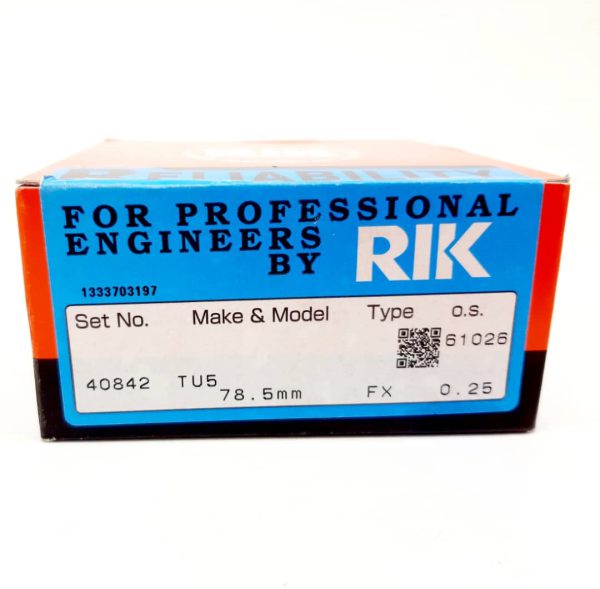 RELIABILITY
FOR PROFESSIONAL
ENGINEERS
BY RIK
1333703197
Set No. Make & Model Type o.s.
61026
40842 TU5 78.5mm FX 0.25